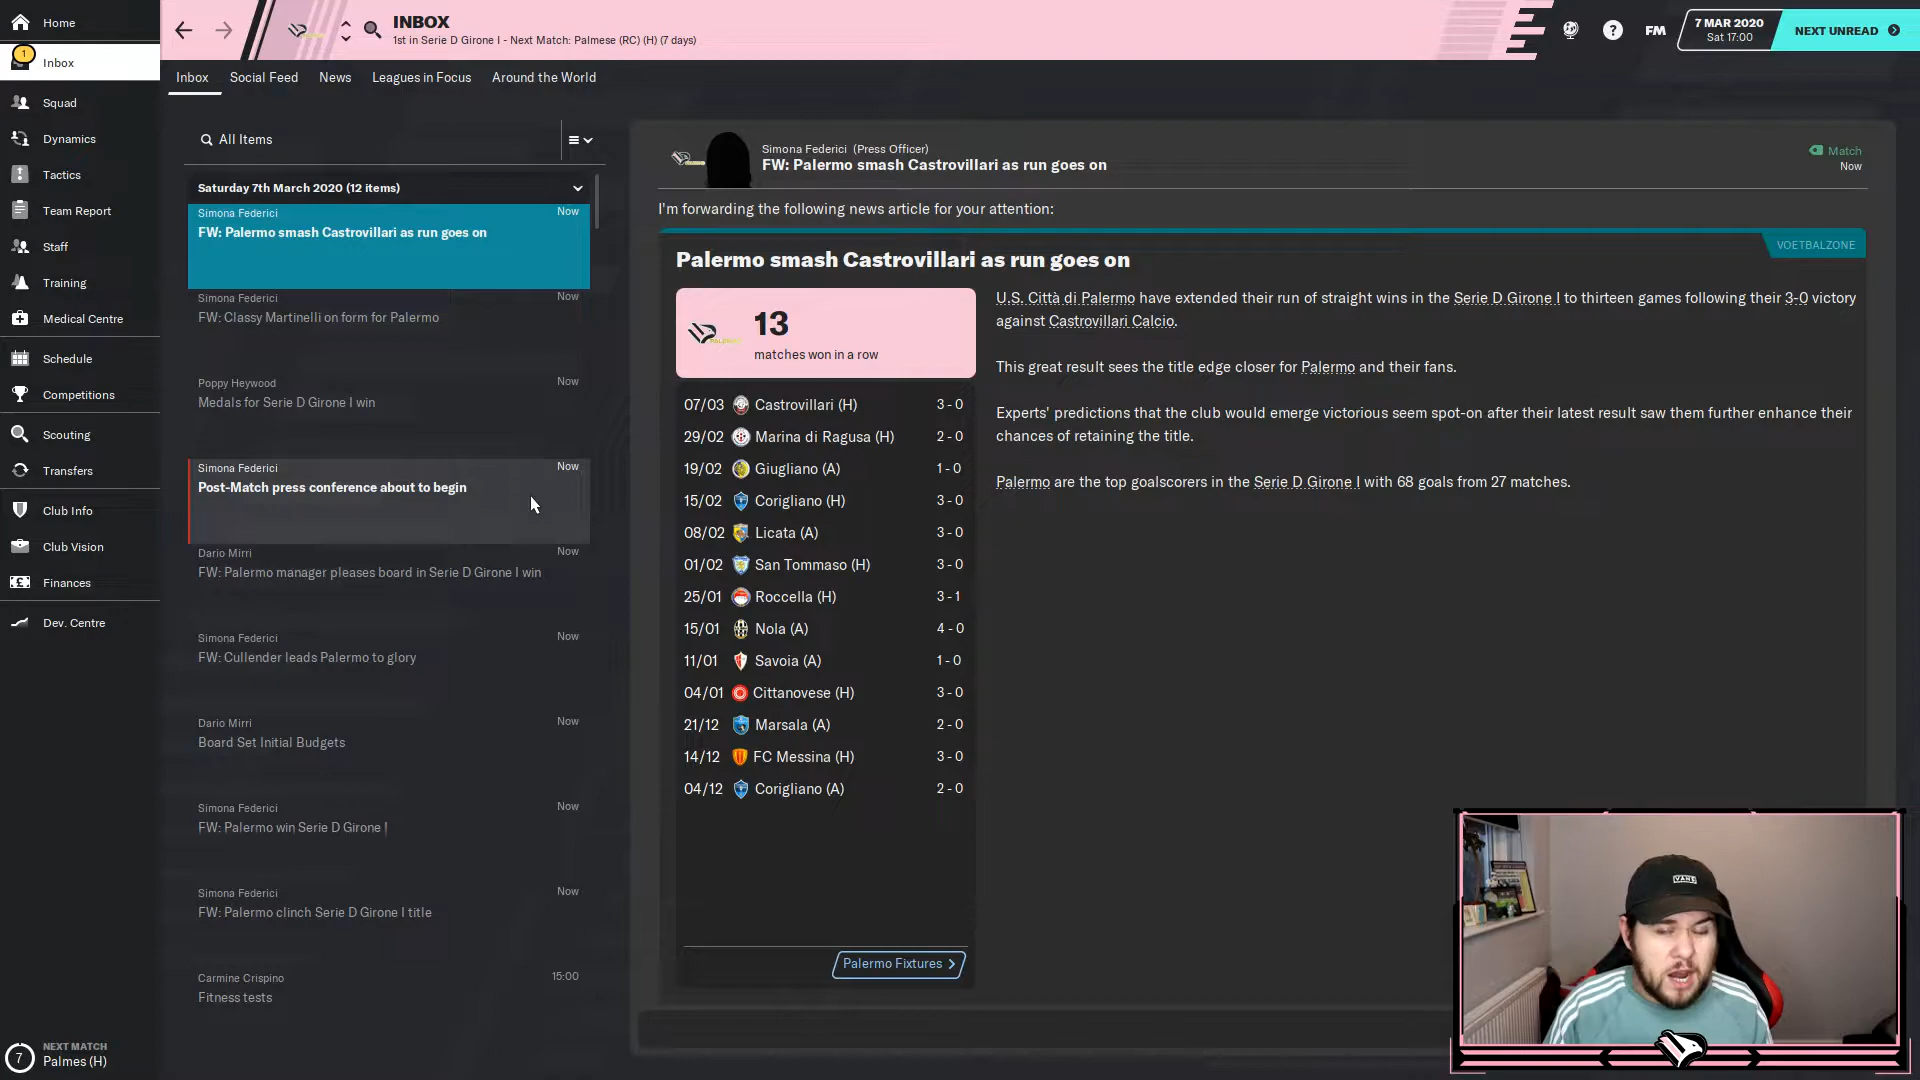 Home
1
Inbox
Squad
Dynamics
Tactics
Team Report
Staff
Training
Medical Centre
Schedule
Competitions
Scouting
Transfers
Club Info
Club Vision
Finances
Dev. Centre
7
NEXT MATCH
Palmes (H)
INBOX
1st in Serie D Girone I - Next Match: Palmese (RC) (H) (7 days)
?
FM
7 MAR 2020
Sat 17:00
NEXT UNREAD
Inbox Social Feed News Leagues in Focus Around the World
All Items
Saturday 7th March 2020 (12 items)
Simona Federici Now
FW: Palermo smash Castrovillari as run goes on
Simona Federici Now
FW: Classy Martinelli on form for Palermo
Poppy Heywood Now
Medals for Serie D Girone I win
Simona Federici Now
Post-Match press conference about to begin
Dario Mirri Now
FW: Palermo manager pleases board in Serie D Girone I win
Simona Federici Now
FW: Cullender leads Palermo to glory
Dario Mirri Now
Board Set Initial Budgets
Simona Federici Now
FW: Palermo win Serie D Girone I
Simona Federici Now
FW: Palermo clinch Serie D Girone I title
Carmine Crispino 15:00
Fitness tests
Simona Federici (Press Officer)
FW: Palermo smash Castrovillari as run goes on
Match
Now
I'm forwarding the following news article for your attention:
VOETBALZONE
Palermo smash Castrovillari as run goes on
PALERMO
13
matches won in a row
07/03 Castrovillari (H) 3 - 0
29/02 Marina di Ragusa (H) 2 - 0
19/02 Giugliano (A) 1 - 0
15/02 Corigliano (H) 3 - 0
08/02 Licata (A) 3 - 0
01/02 San Tommaso (H) 3 - 0
25/01 Roccella (H) 3 - 1
15/01 Nola (A) 4 - 0
11/01 Savoia (A) 1 - 0
04/01 Cittanovese (H) 3 - 0
21/12 Marsala (A) 2 - 0
14/12 FC Messina (H) 3 - 0
04/12 Corigliano (A) 2 - 0
Palermo Fixtures
U.S. Città di Palermo have extended their run of straight wins in the Serie D Girone I to thirteen games following their 3-0 victory
against Castrovillari Calcio.
This great result sees the title edge closer for Palermo and their fans.
Experts' predictions that the club would emerge victorious seem spot-on after their latest result saw them further enhance their
chances of retaining the title.
Palermo are the top goalscorers in the Serie D Girone I with 68 goals from 27 matches.
VANS